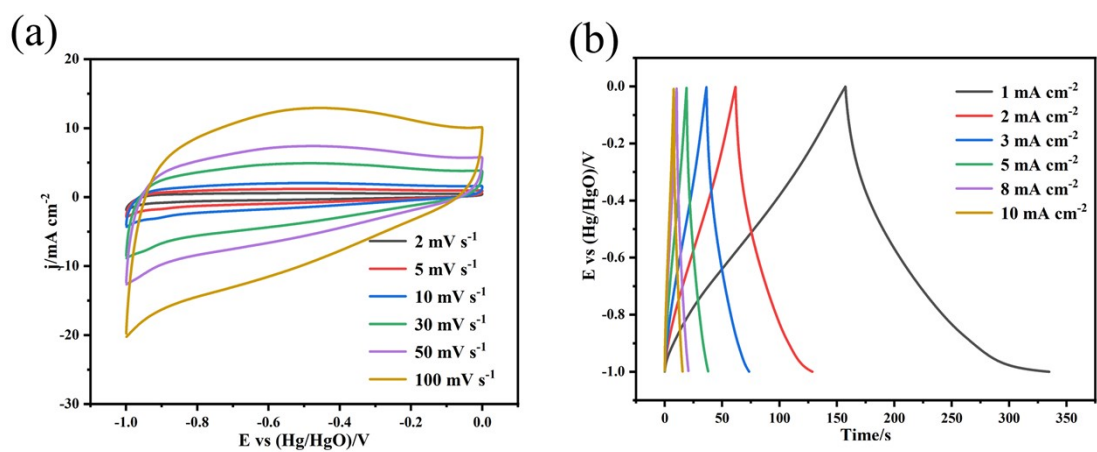 (a)
20
10
0
-10
-20
-30
j/mA cm⁻²
-1.0 -0.8 -0.6 -0.4 -0.2 0.0
E vs (Hg/HgO)/V
2 mV s⁻¹
5 mV s⁻¹
10 mV s⁻¹
30 mV s⁻¹
50 mV s⁻¹
100 mV s⁻¹
(b)
0.0
-0.2
-0.4
-0.6
-0.8
-1.0
E vs (Hg/HgO)/V
0 50 100 150 200 250 300 350
Time/s
1 mA cm⁻²
2 mA cm⁻²
3 mA cm⁻²
5 mA cm⁻²
8 mA cm⁻²
10 mA cm⁻²